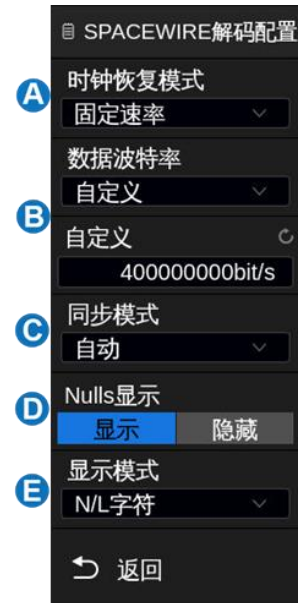 SPACEWIRE解码配置
A
时钟恢复模式
固定速率
数据波特率
自定义
B
自定义
400000000bit/s
C
同步模式
自动
D
Nulls显示
显示 隐藏
E
显示模式
N/L字符
返回